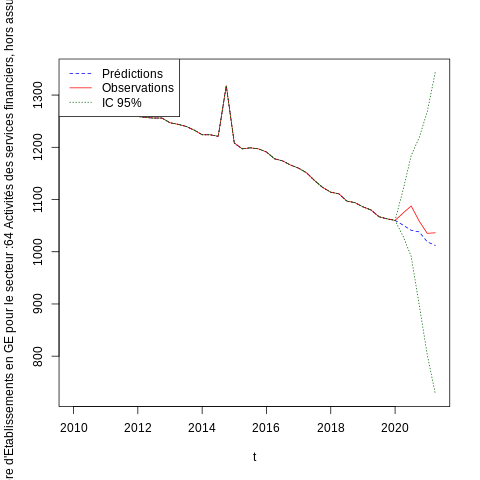 Prédictions
Observations
IC 95%
re d'Etablissements en GE pour le secteur :64 Activités des services financiers, hors assu
1300
1200
1100
1000
900
800
2010
2012
2014
2016
2018
2020
t